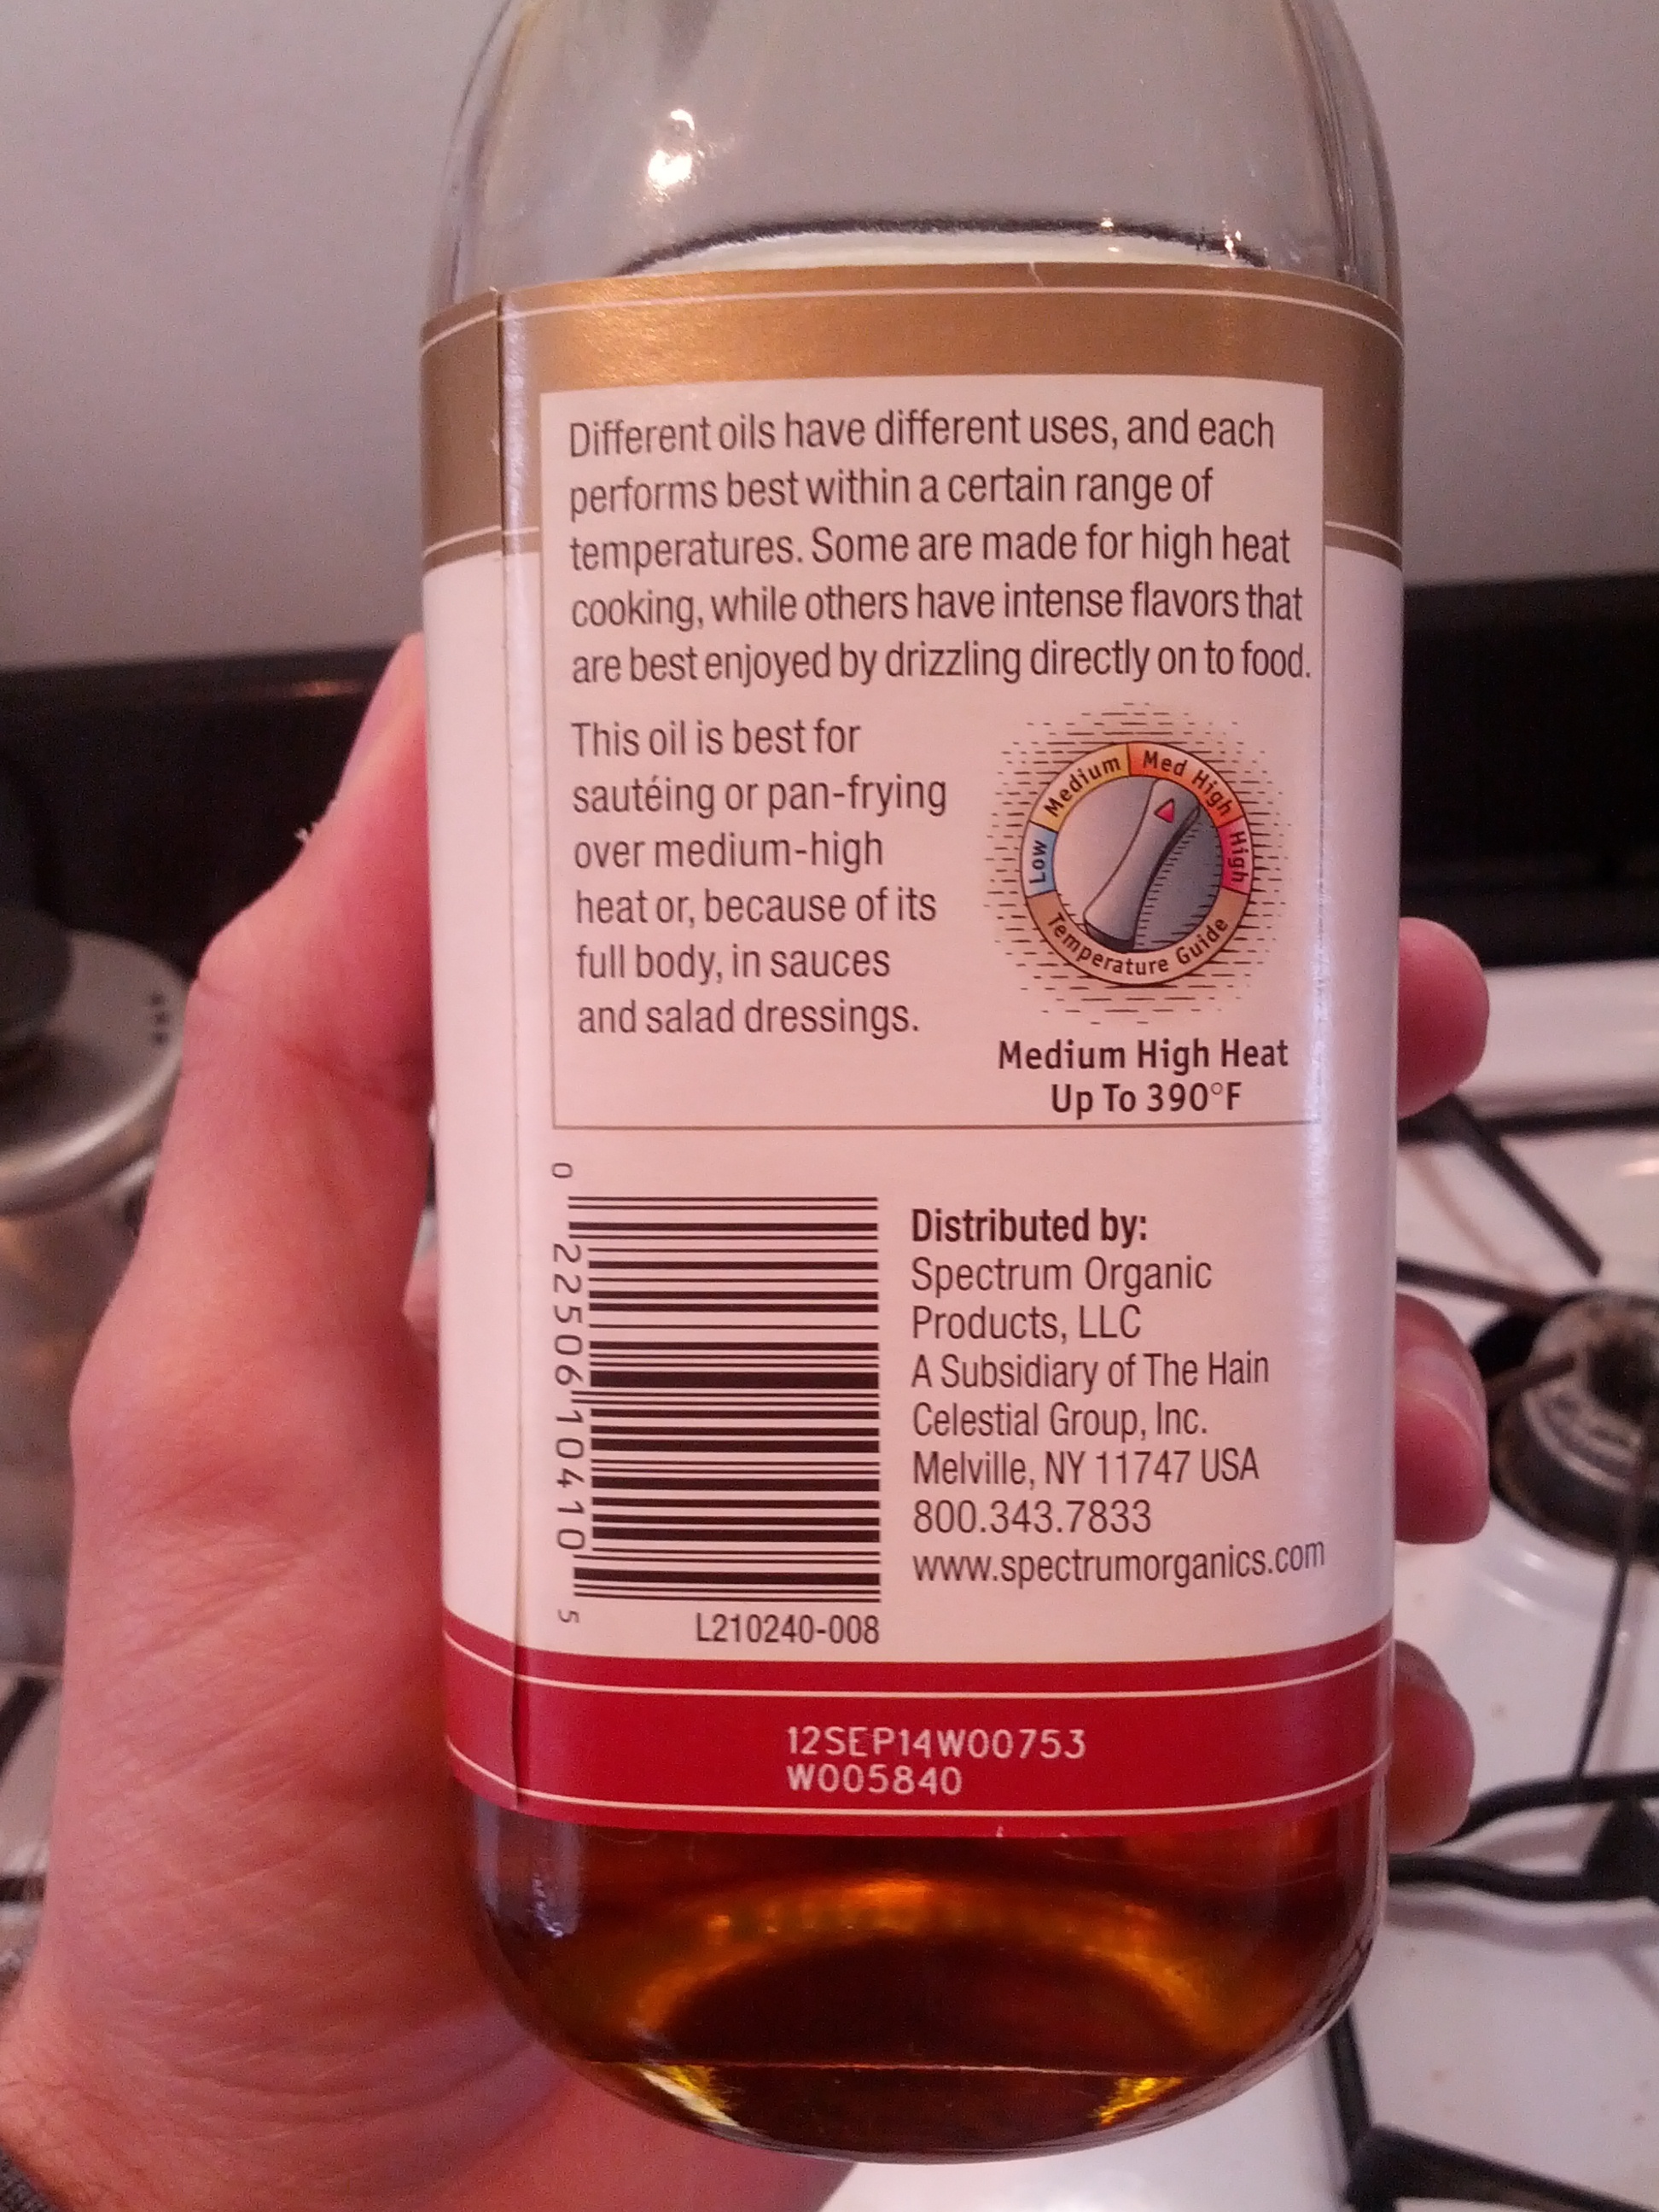 Different oils have different uses, and each
performs best within a certain range of
temperatures. Some are made for high heat
cooking, while others have intense flavors that
are best enjoyed by drizzling directly on to food.
This oil is best for
sautéing or pan-frying
over medium-high
heat or, because of its
full body, in sauces
and salad dressings.
Low
Medium
Med High
High
Temperature Guide
Medium High Heat
Up To 390°F
0 22506 10410 5
L210240-008
Distributed by:
Spectrum Organic
Products, LLC
A Subsidiary of The Hain
Celestial Group, Inc.
Melville, NY 11747 USA
800.343.7833
www.spectrumorganics.com
12SEP14W00753
W005840